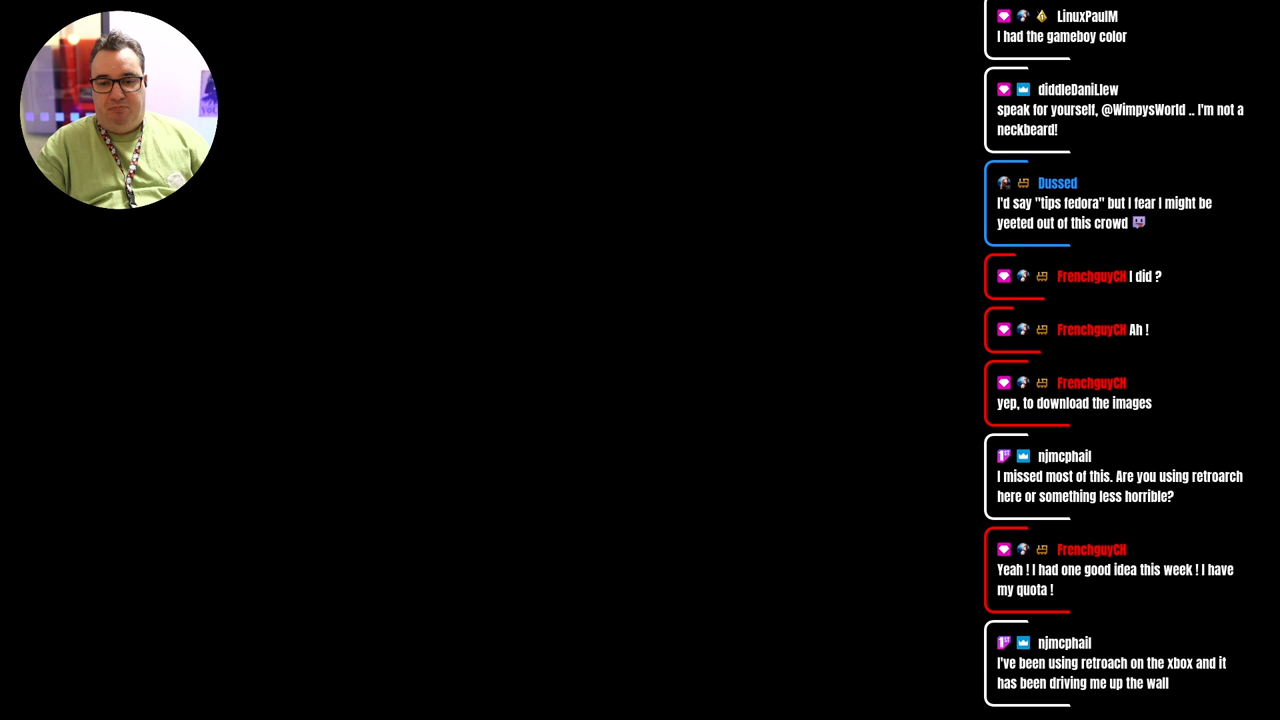 LinuxPaulM
I had the gameboy color
diddleDaniLlew
speak for yourself, @WimpysWorld .. I'm not a
neckbeard!
Dussed
I'd say "tips fedora" but I fear I might be
yeeted out of this crowd
FrenchguyCH I did ?
FrenchguyCH Ah !
FrenchguyCH
yep, to download the images
njmcphail
I missed most of this. Are you using retroarch
here or something less horrible?
FrenchguyCH
Yeah ! I had one good idea this week ! I have
my quota !
njmcphail
I've been using retroach on the xbox and it
has been driving me up the wall